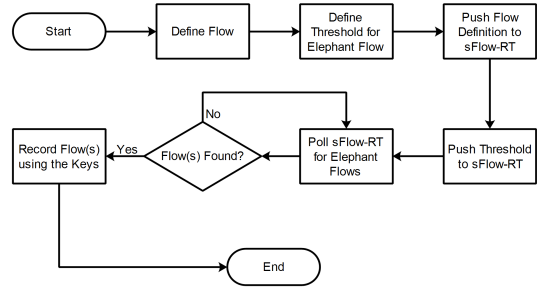 Start
Define Flow
Define
Threshold for
Elephant Flow
Push Flow
Definition to
sFlow-RT
No
Record Flow(s)
using the Keys
Yes
Flow(s) Found?
Poll sFlow-RT
for Elephant
Flows
Push Threshold
to sFlow-RT
End